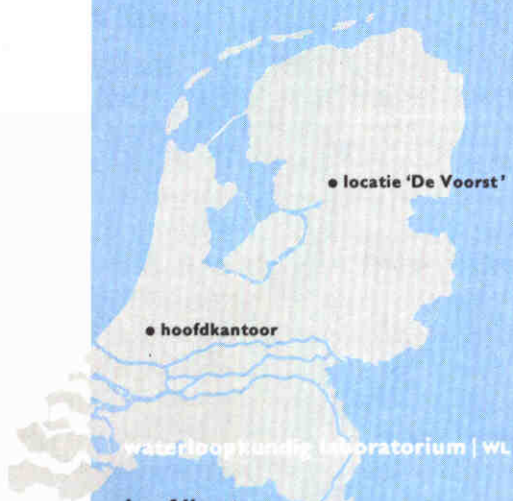 • locatie 'De Voorst'
• hoofdkantoor
waterloopkundig laboratorium | WL